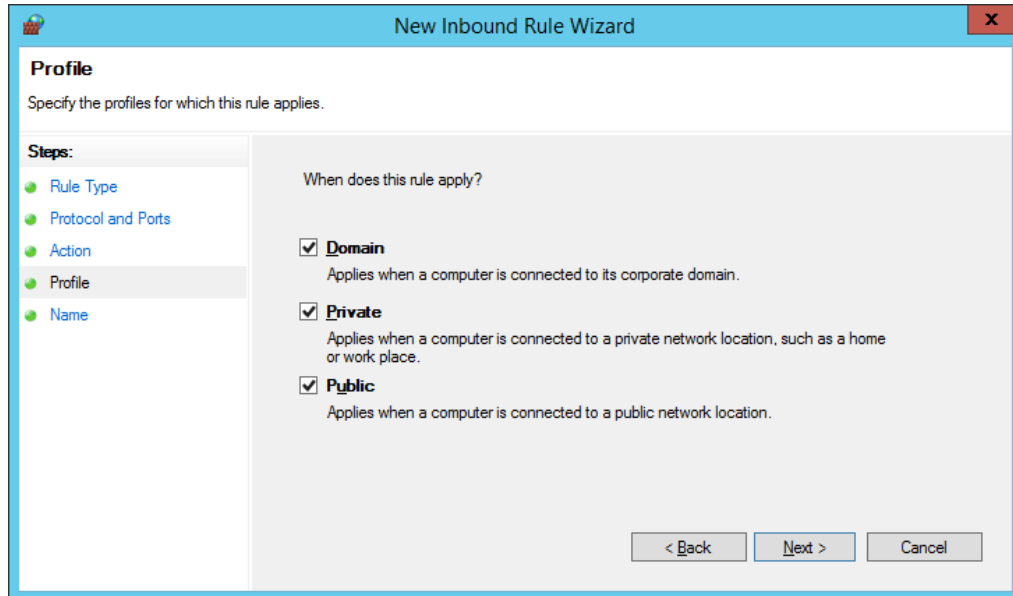 New Inbound Rule Wizard
x
Profile
Specify the profiles for which this rule applies.
Steps:
Rule Type
Protocol and Ports
Action
Profile
Name
When does this rule apply?
Domain
Applies when a computer is connected to its corporate domain.
Private
Applies when a computer is connected to a private network location, such as a home
or work place.
Public
Applies when a computer is connected to a public network location.
< Back
Next >
Cancel